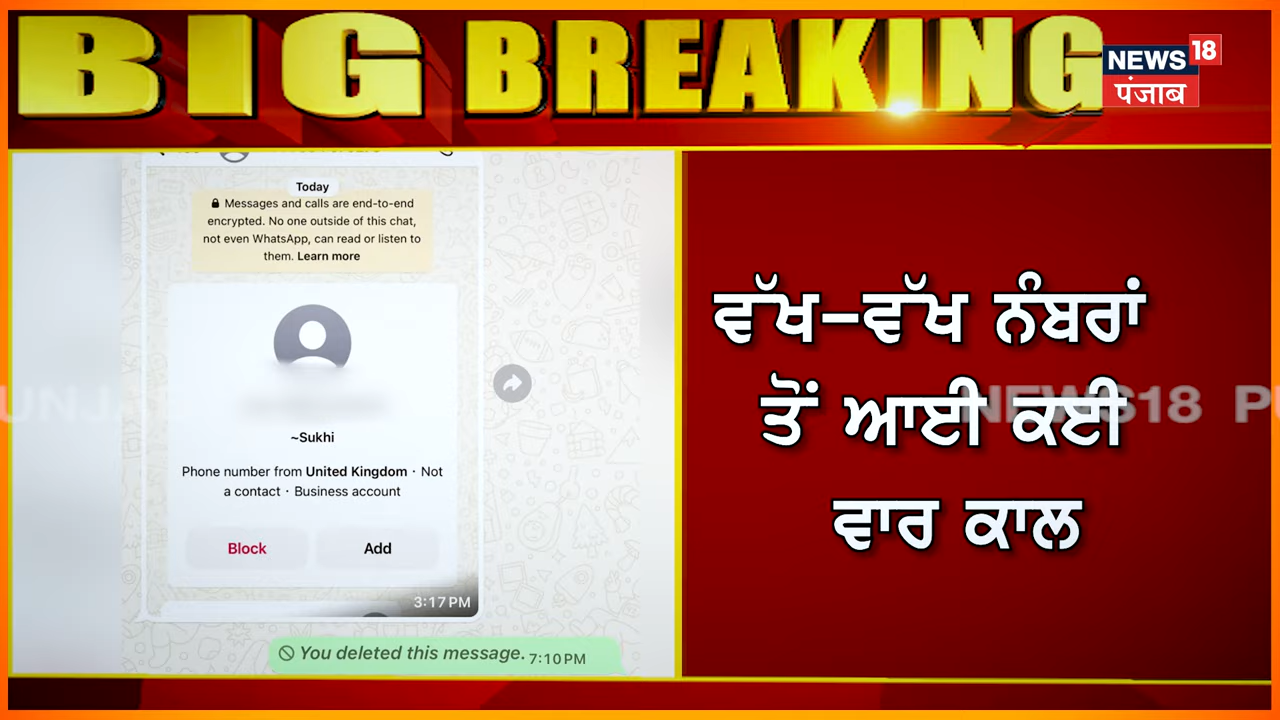 BIG BREAKING
NEWS 18
ਪੰਜਾਬ
Today
Messages and calls are end-to-end
encrypted. No one outside of this chat,
not even WhatsApp, can read or listen to
them. Learn more
~Sukhi
Phone number from United Kingdom · Not
a contact · Business account
Block
Add
3:17 PM
You deleted this message. 7:10 PM
ਵੱਖ-ਵੱਖ ਨੰਬਰਾਂ
ਤੋਂ ਆਈ ਕਈ
ਵਾਰ ਕਾਲ
NEWS18 P